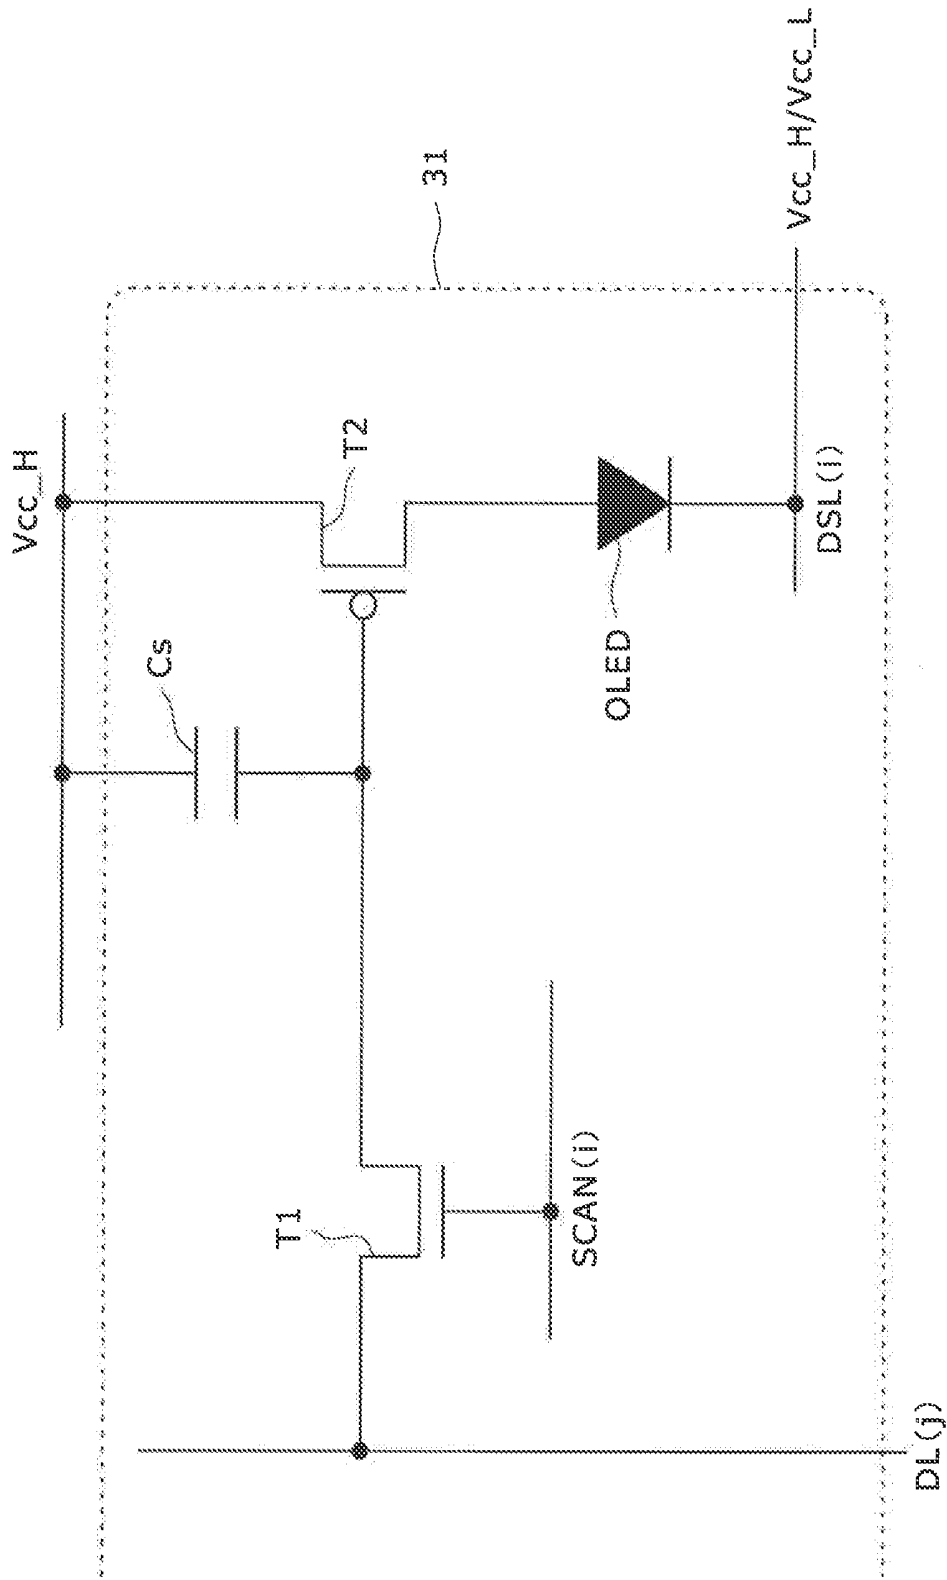 Vcc_H
Cs
T2
31
T1
OLED
SCAN(i)
DSL(i)
Vcc_H/Vcc_L
DL(j)